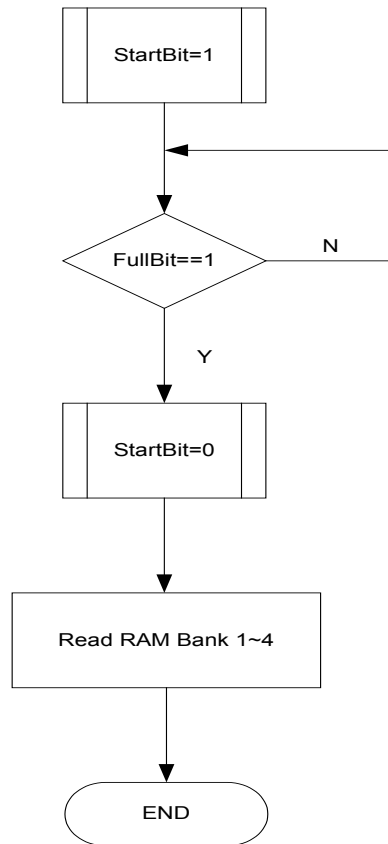 StartBit=1
FullBit==1
N
Y
StartBit=0
Read RAM Bank 1~4
END